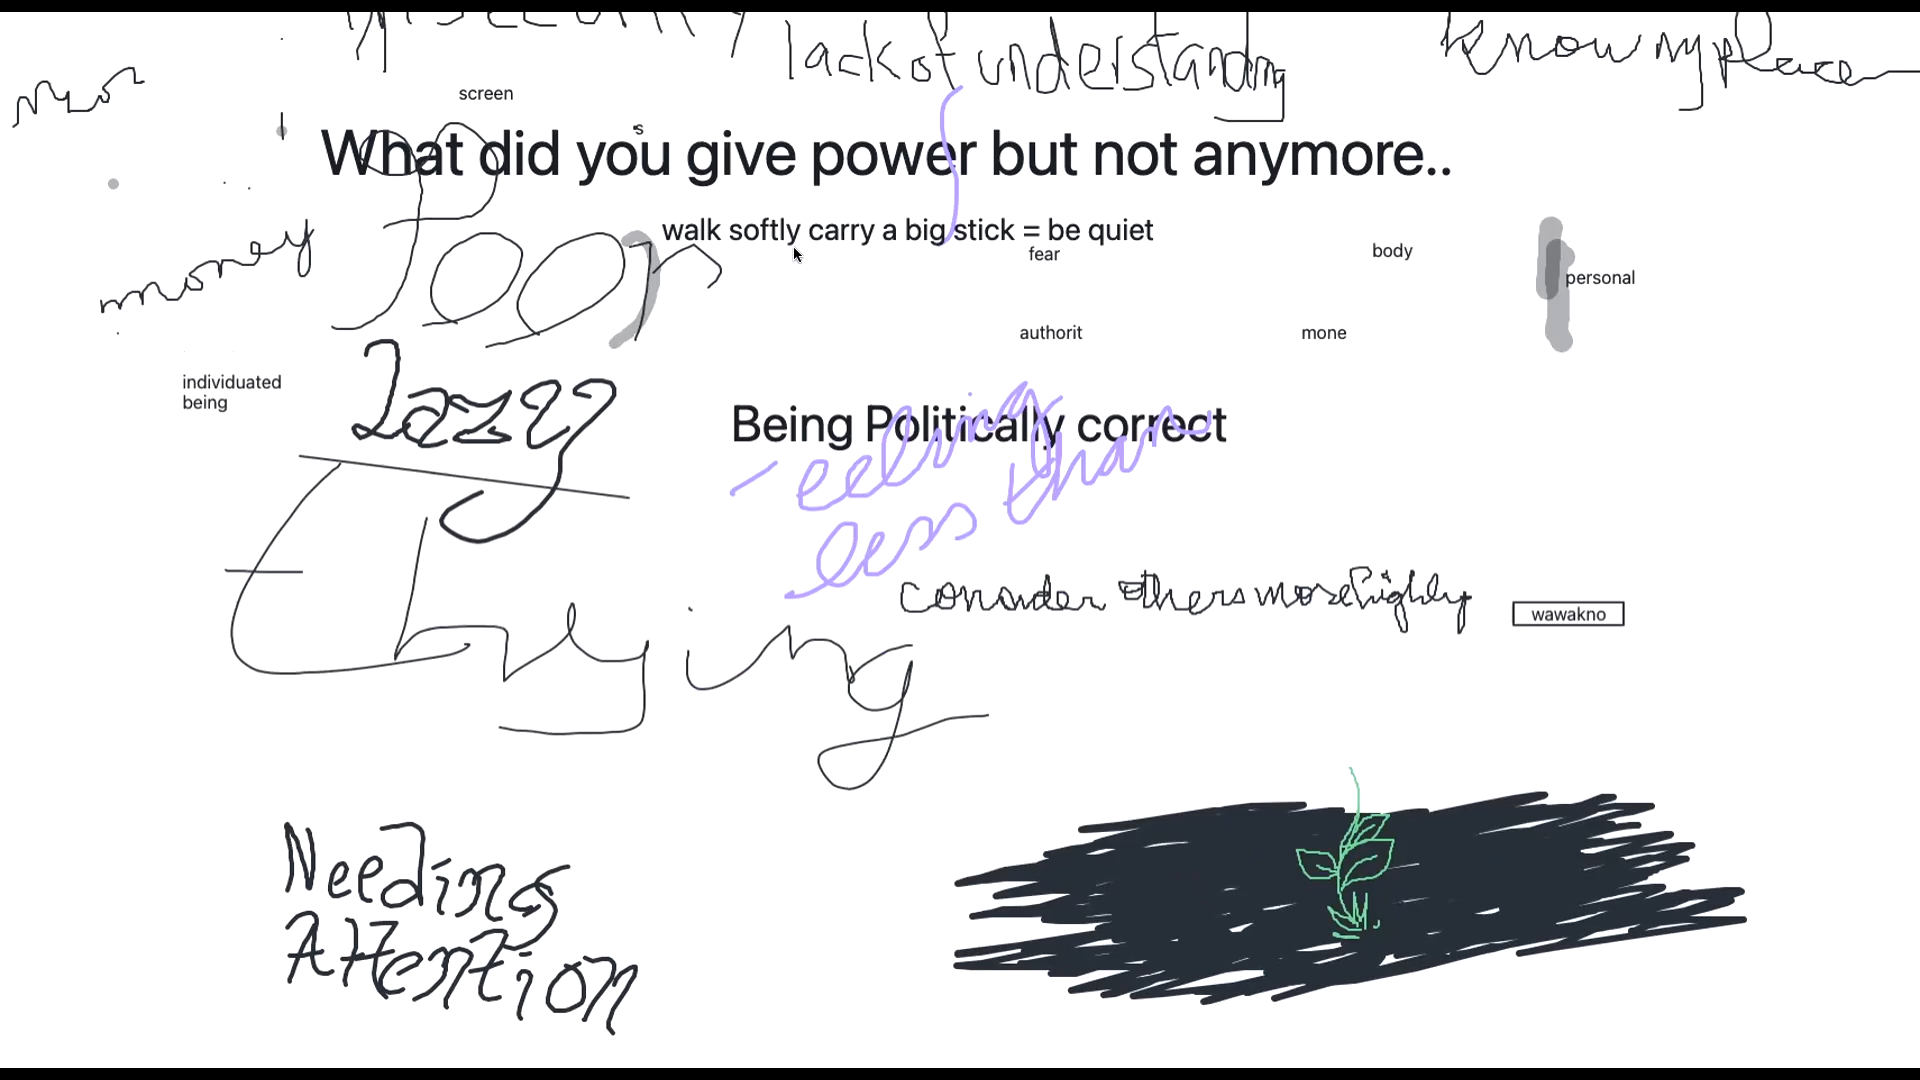 lack of understanding
know my place
screen
s
What did you give power but not anymore..
walk softly carry a big stick = be quiet
fear
body
money
Poor
personal
authorit
mone
individuated
being
Lazy
Being Politically correct
eeling
less than
consider others more highly
wawakno
Needing
Attention